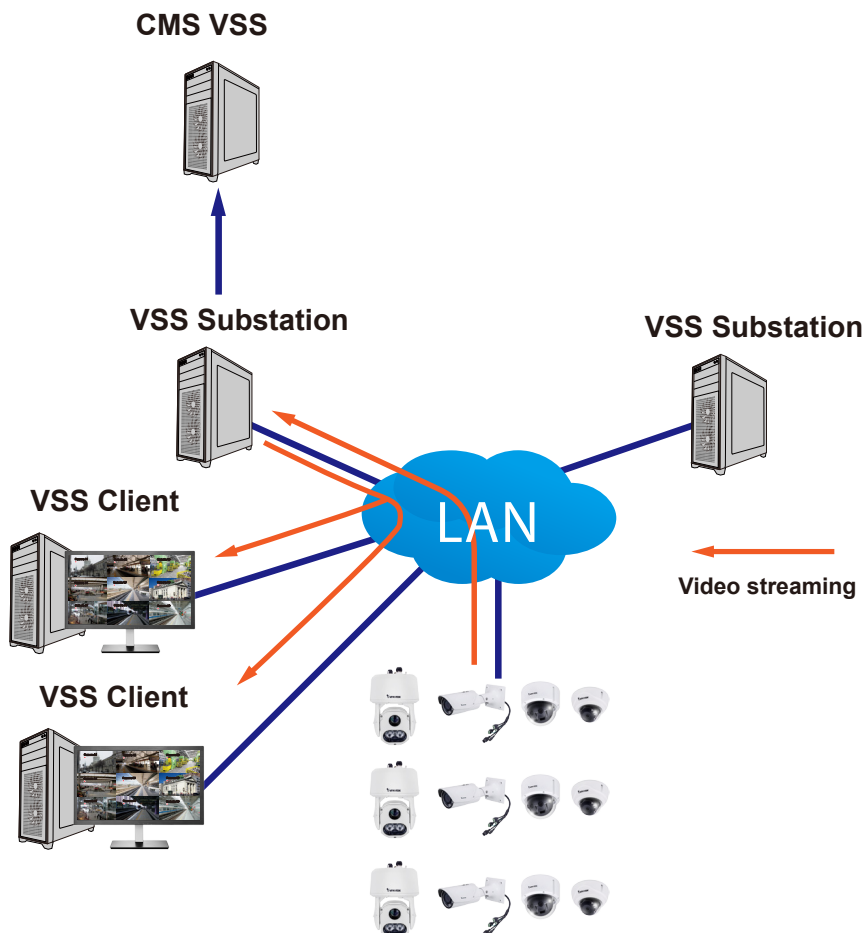 CMS VSS
VSS Substation
VSS Substation
VSS Client
LAN
Video streaming
VSS Client